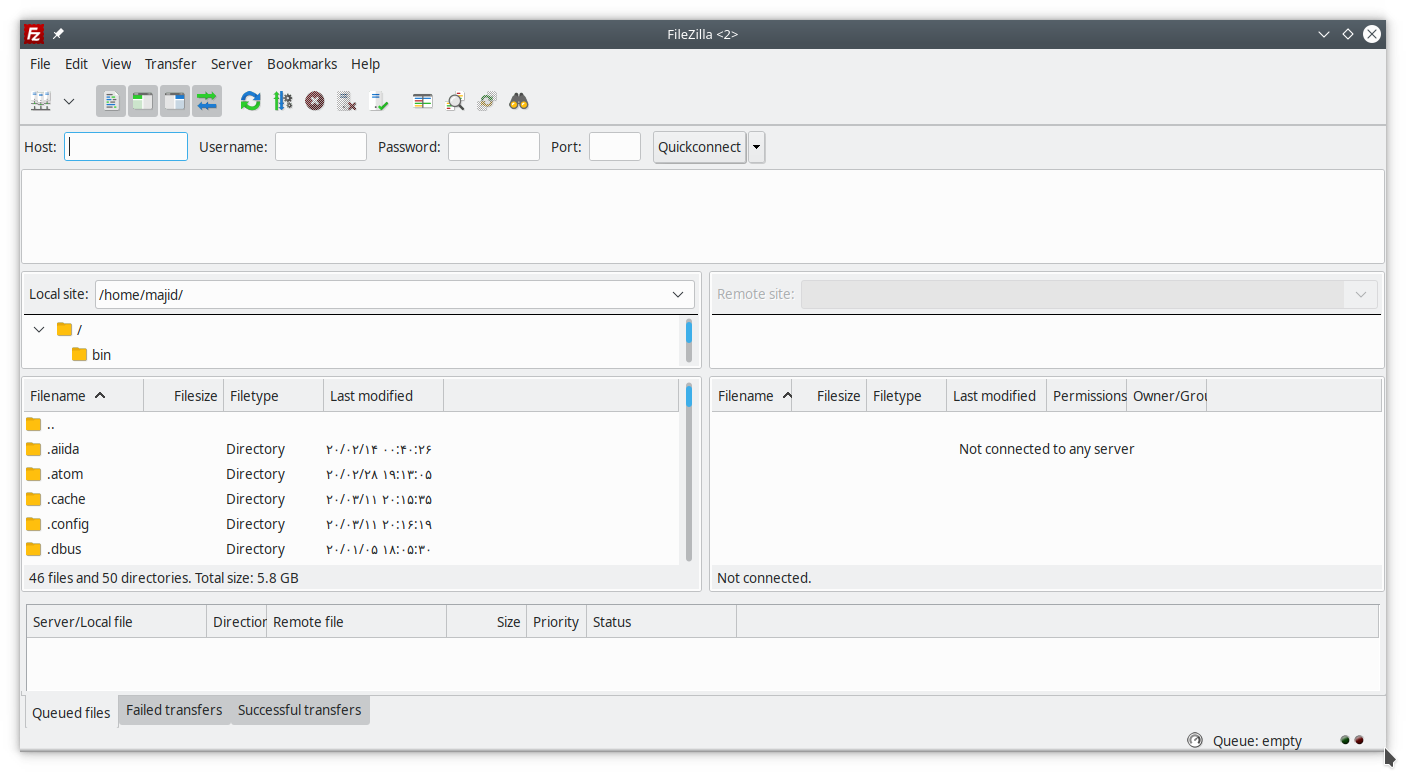 FileZilla <2>
File Edit View Transfer Server Bookmarks Help
Host: Username: Password: Port: Quickconnect
Local site: /home/majid/
Remote site:
/
bin
Filename Filesize Filetype Last modified
..
.aiida Directory ۲۰/۰۲/۱۴ ۰۰:۴۰:۲۶
.atom Directory ۲۰/۰۲/۲۸ ۱۹:۱۳:۰۵
.cache Directory ۲۰/۰۳/۱۱ ۲۰:۱۵:۳۵
.config Directory ۲۰/۰۳/۱۱ ۲۰:۱۶:۱۹
.dbus Directory ۲۰/۰۱/۰۵ ۱۸:۰۵:۳۰
46 files and 50 directories. Total size: 5.8 GB
Filename Filesize Filetype Last modified Permissions Owner/Grou
Not connected to any server
Not connected.
Server/Local file Direction Remote file Size Priority Status
Queued files Failed transfers Successful transfers
Queue: empty